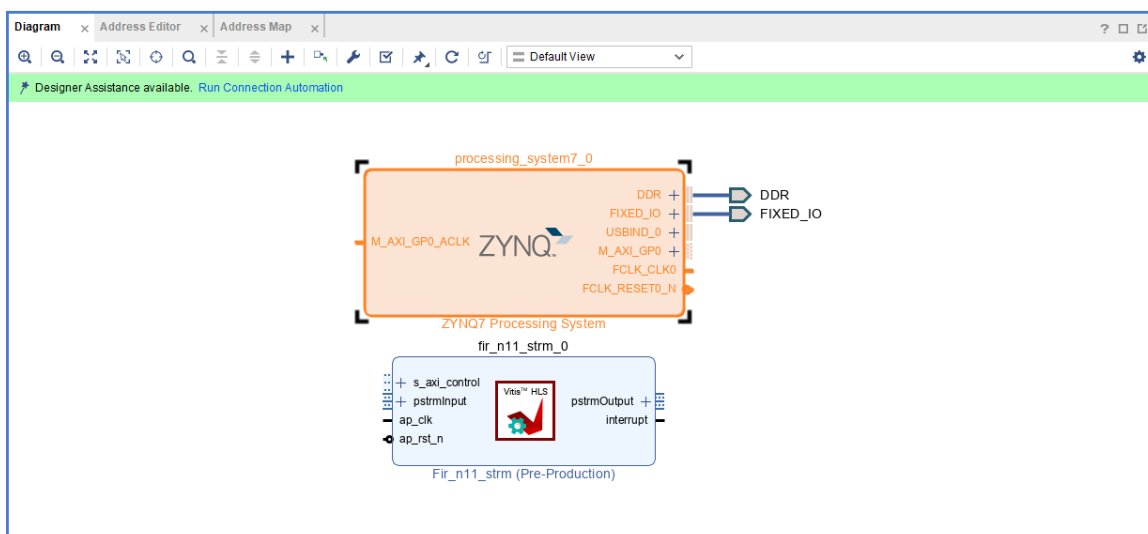 Diagram
Address Editor
Address Map
Default View
Designer Assistance available. Run Connection Automation
processing_system7_0
DDR
FIXED_IO
USBIND_0
M_AXI_GP0
FCLK_CLK0
FCLK_RESET0_N
M_AXI_GP0_ACLK
ZYNQ
DDR
FIXED_IO
ZYNQ7 Processing System
fir_n11_strm_0
s_axi_control
pstrmInput
ap_clk
ap_rst_n
Vitis™ HLS
pstrmOutput
interrupt
Fir_n11_strm (Pre-Production)